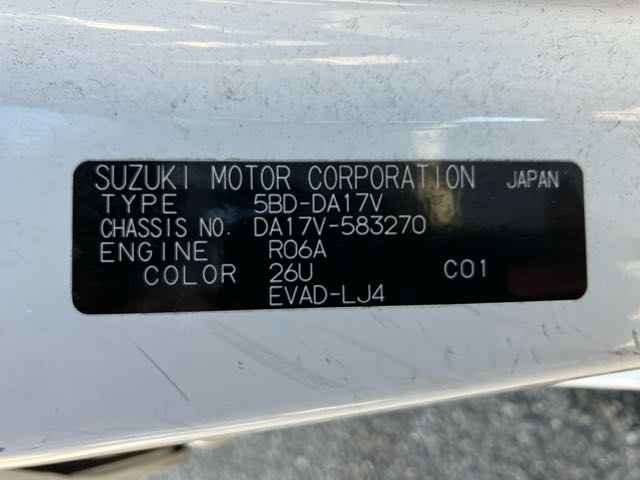 SUZUKI MOTOR CORPORATION JAPAN
TYPE 5BD-DA17V
CHASSIS NO. DA17V-583270
ENGINE R06A
COLOR 26U C01
EVAD-LJ4